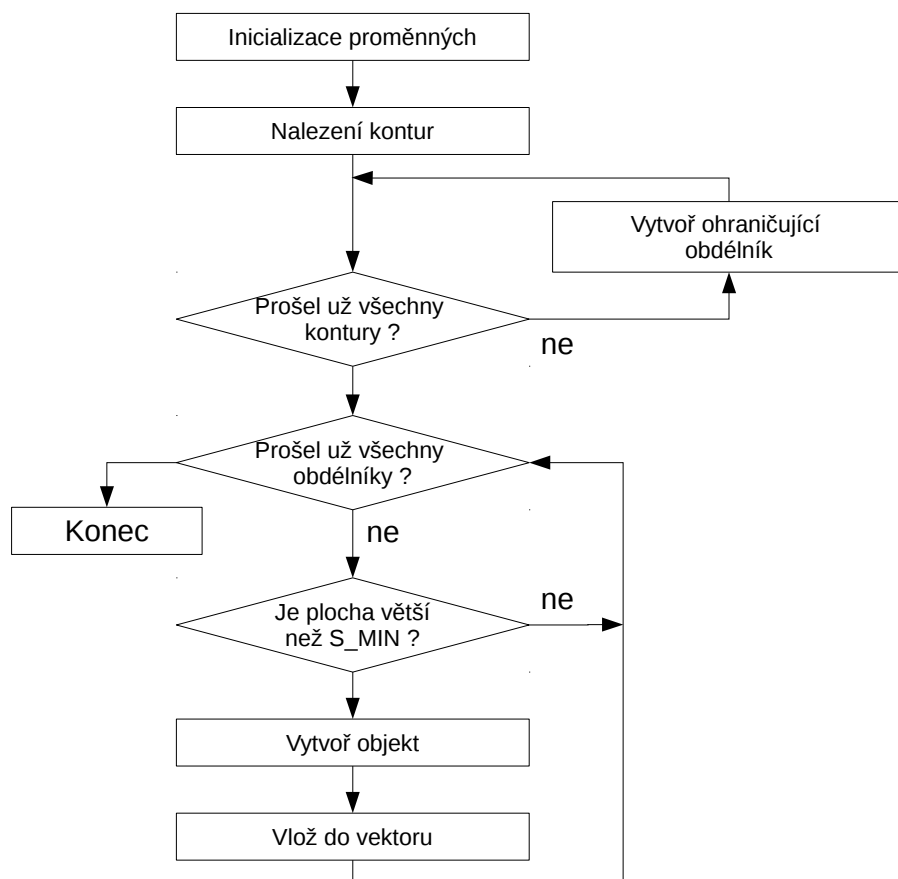 Inicializace proměnných
Nalezení kontur
Vytvoř ohraničující
obdélník
Prošel už všechny
kontury ?
ne
Prošel už všechny
obdélníky ?
Konec
ne
Je plocha větší
než S_MIN ?
ne
Vytvoř objekt
Vlož do vektoru